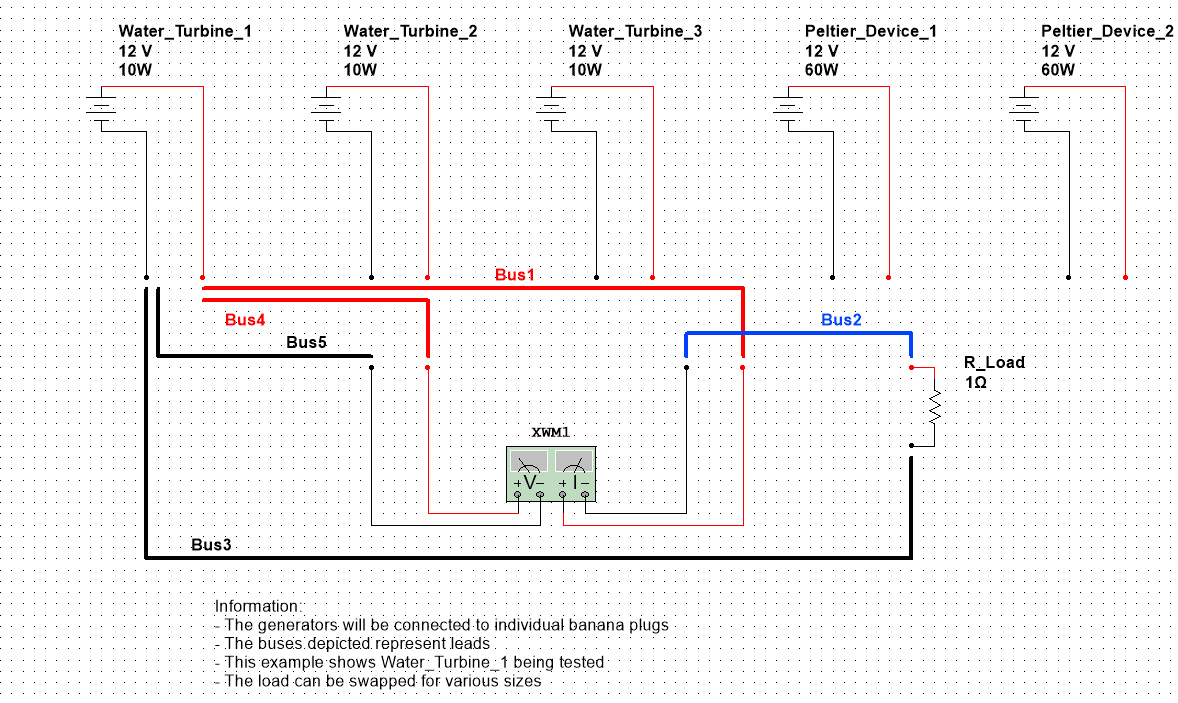 Water_Turbine_1
12 V
10W
Water_Turbine_2
12 V
10W
Water_Turbine_3
12 V
10W
Peltier_Device_1
12 V
60W
Peltier_Device_2
12 V
60W
Bus1
Bus4
Bus5
Bus2
R_Load
1Ω
XWM1
+V− +I−
Bus3
Information:
- The generators will be connected to individual banana plugs
- The buses depicted represent leads
- This example shows Water_Turbine_1 being tested
- The load can be swapped for various sizes